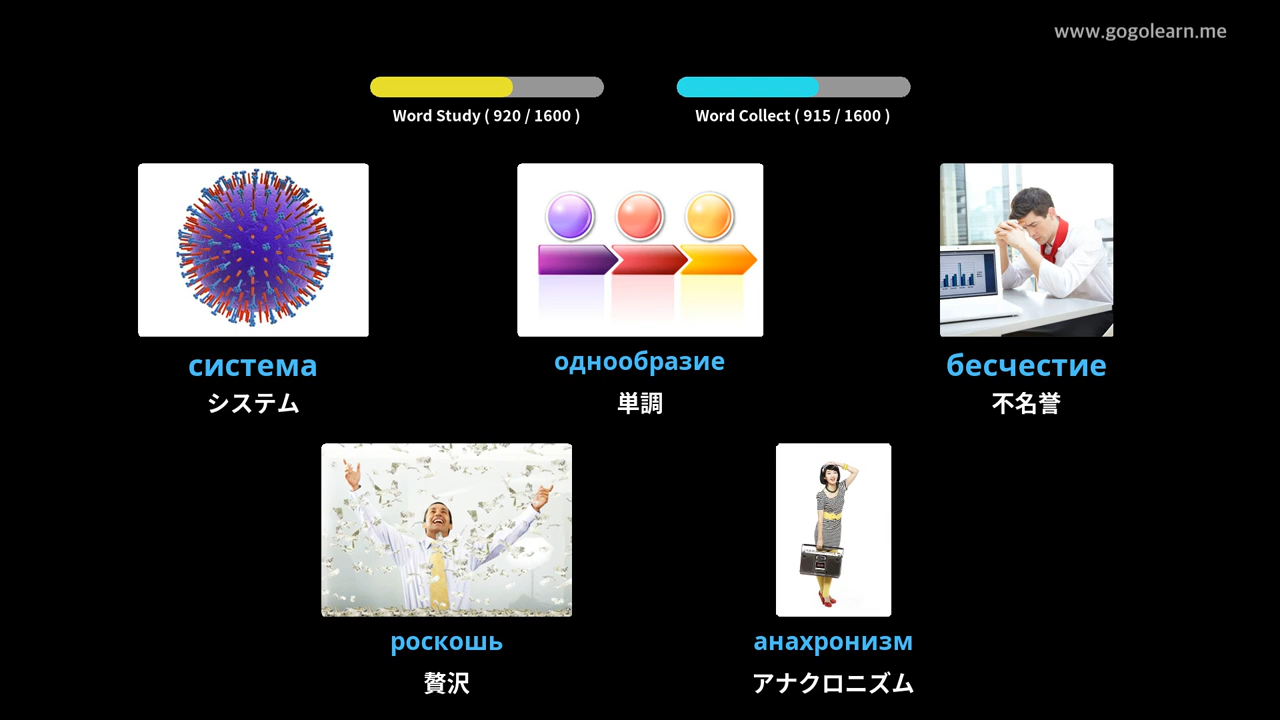 www.gogolearn.me
Word Study ( 920 / 1600 )
Word Collect ( 915 / 1600 )
система
システム
однообразие
単調
бесчестие
不名誉
роскошь
贅沢
анахронизм
アナクロニズム